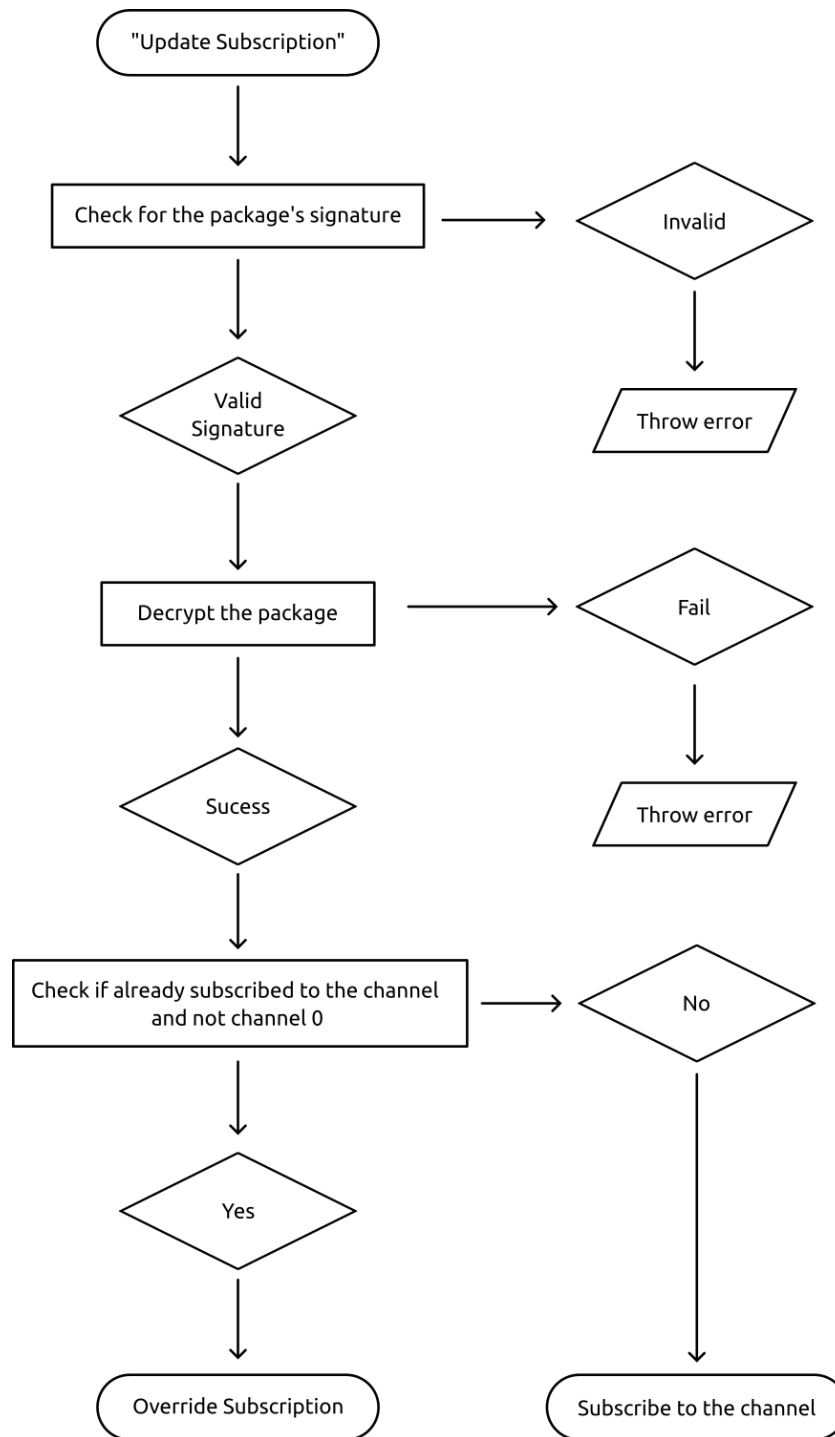 "Update Subscription"
Check for the package's signature
Invalid
Valid
Signature
Throw error
Decrypt the package
Fail
Sucess
Throw error
Check if already subscribed to the channel
and not channel 0
No
Yes
Override Subscription
Subscribe to the channel